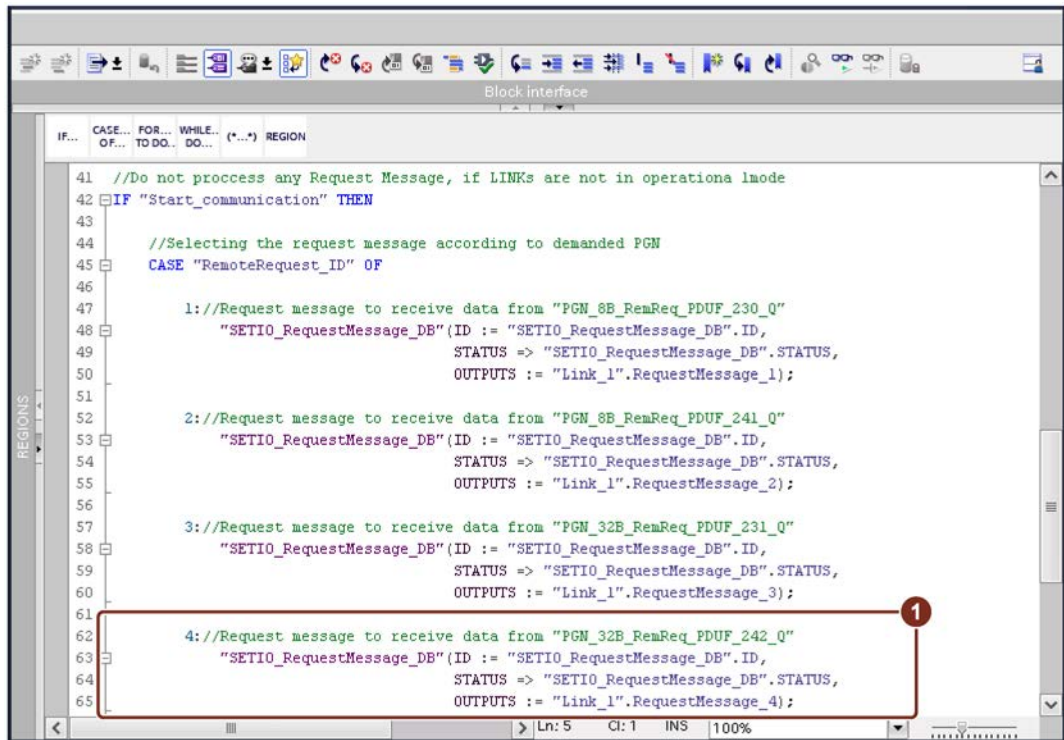 Block interface
IF... CASE... OF... FOR... TO DO.. WHILE.. DO... (*...*) REGION
REGIONS
41 //Do not proccess any Request Message, if LINKs are not in operationa lmode
42 IF "Start_communication" THEN
43
44 //Selecting the request message according to demanded PGN
45 CASE "RemoteRequest_ID" OF
46
47 1://Request message to receive data from "PGN_8B_RemReq_PDUF_230_Q"
48 "SETIO_RequestMessage_DB"(ID := "SETIO_RequestMessage_DB".ID,
49 STATUS => "SETIO_RequestMessage_DB".STATUS,
50 OUTPUTS := "Link_1".RequestMessage_1);
51
52 2://Request message to receive data from "PGN_8B_RemReq_PDUF_241_Q"
53 "SETIO_RequestMessage_DB"(ID := "SETIO_RequestMessage_DB".ID,
54 STATUS => "SETIO_RequestMessage_DB".STATUS,
55 OUTPUTS := "Link_1".RequestMessage_2);
56
57 3://Request message to receive data from "PGN_32B_RemReq_PDUF_231_Q"
58 "SETIO_RequestMessage_DB"(ID := "SETIO_RequestMessage_DB".ID,
59 STATUS => "SETIO_RequestMessage_DB".STATUS,
60 OUTPUTS := "Link_1".RequestMessage_3);
61
1
62 4://Request message to receive data from "PGN_32B_RemReq_PDUF_242_Q"
63 "SETIO_RequestMessage_DB"(ID := "SETIO_RequestMessage_DB".ID,
64 STATUS => "SETIO_RequestMessage_DB".STATUS,
65 OUTPUTS := "Link_1".RequestMessage_4);
Ln: 5 Cl: 1 INS 100%